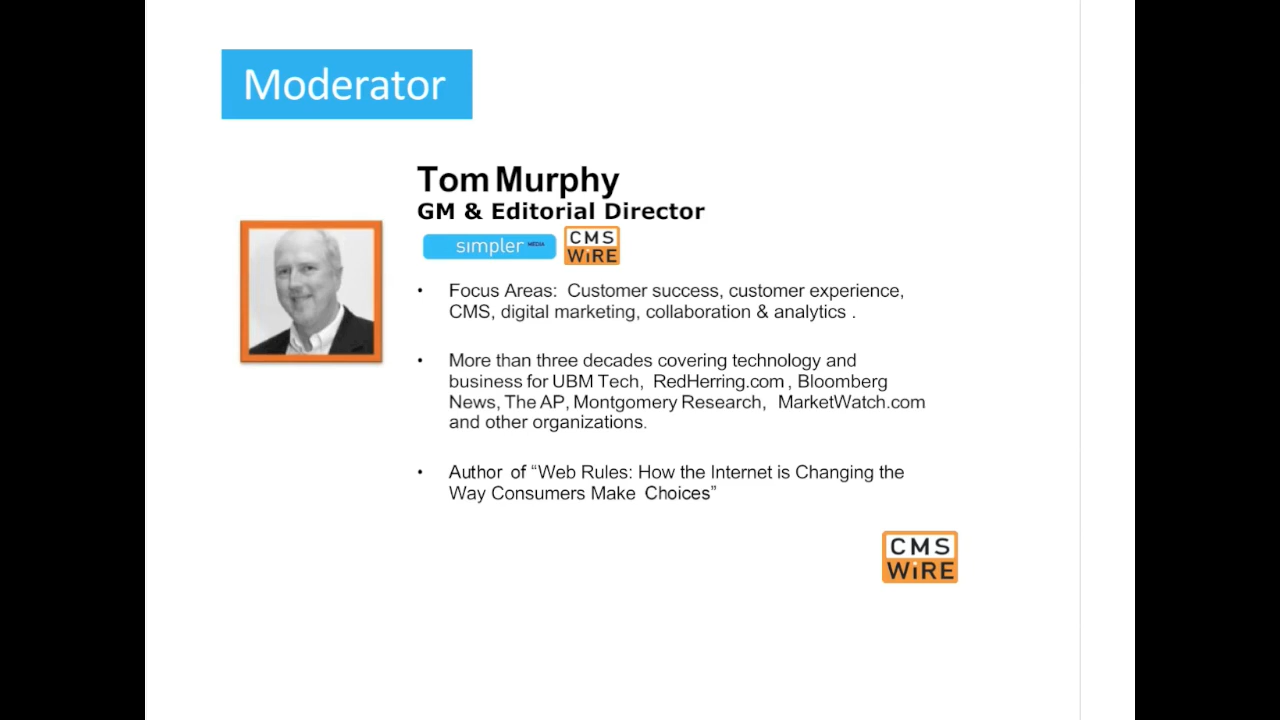 Moderator
Tom Murphy
GM & Editorial Director
simpler MEDIA
CMS
WiRE
• Focus Areas: Customer success, customer experience,
CMS, digital marketing, collaboration & analytics .
• More than three decades covering technology and
business for UBM Tech, RedHerring.com , Bloomberg
News, The AP, Montgomery Research, MarketWatch.com
and other organizations.
• Author of “Web Rules: How the Internet is Changing the
Way Consumers Make Choices”
CMS
WiRE